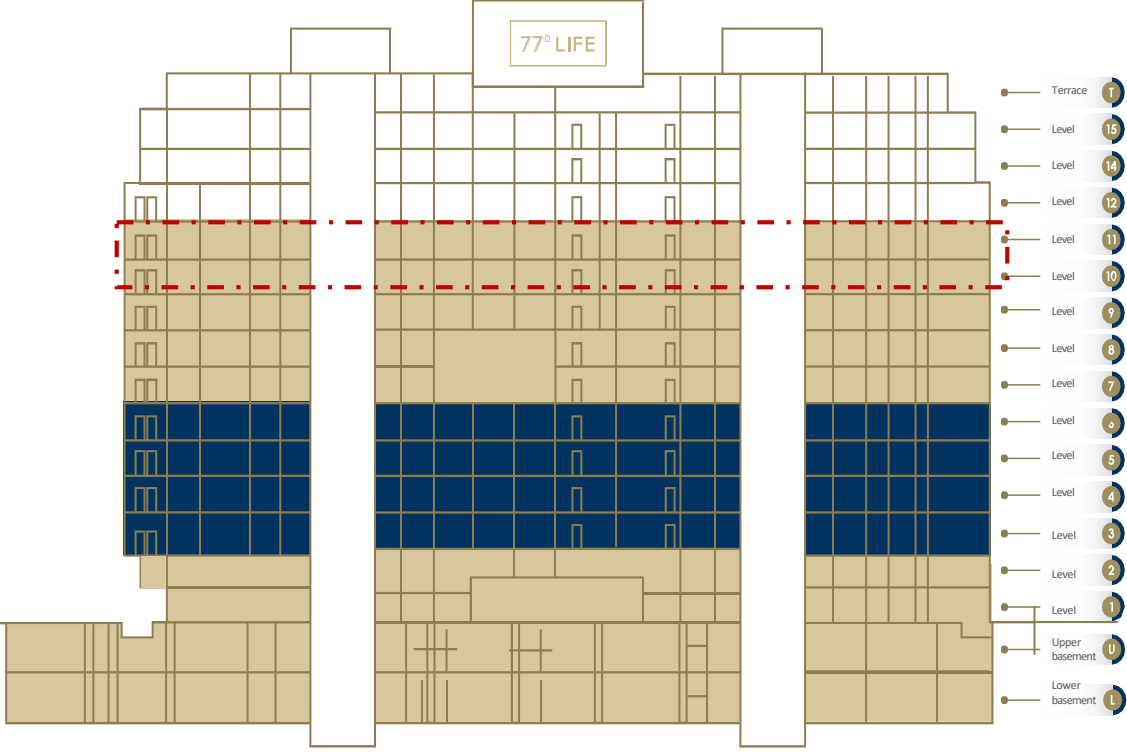 77° LIFE
Terrace T
Level 15
Level 14
Level 12
Level 11
Level 10
Level 9
Level 8
Level 7
Level 6
Level 5
Level 4
Level 3
Level 2
Level 1
Upper
basement U
Lower
basement L